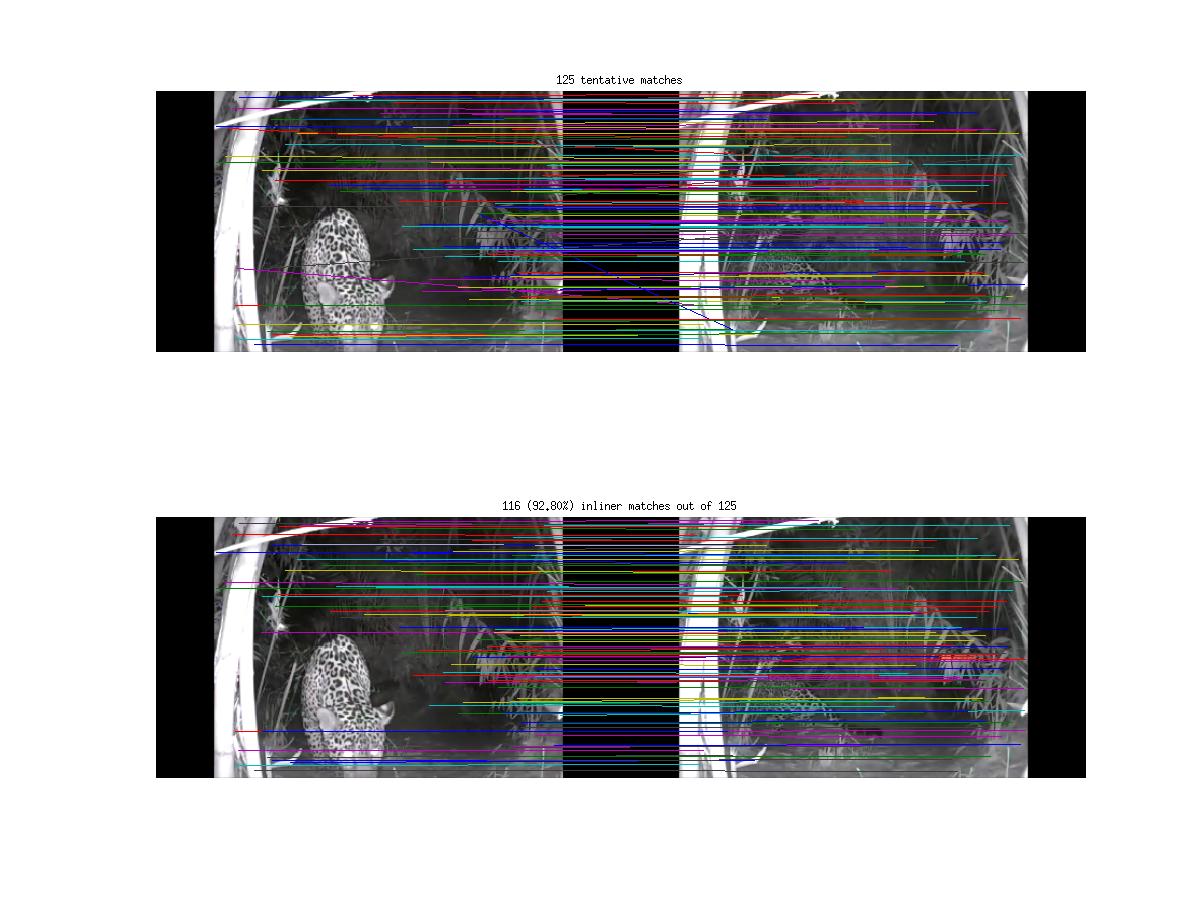 125 tentative matches
116 (92.80%) inliner matches out of 125